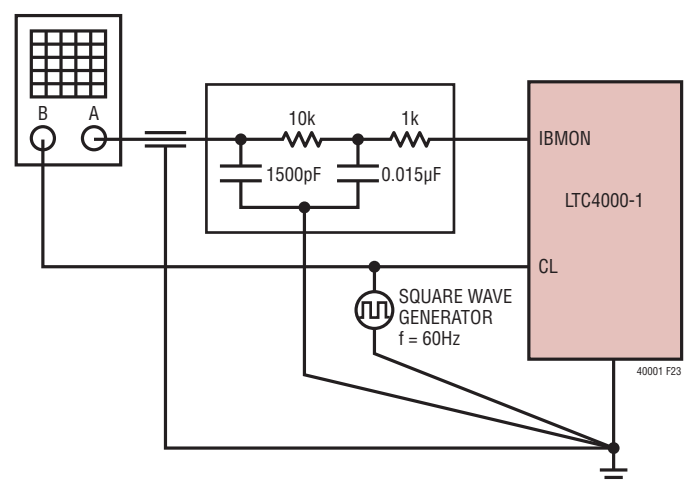 B A
10k
1k
IBMON
1500pF
0.015µF
LTC4000-1
CL
SQUARE WAVE
GENERATOR
f = 60Hz
40001 F23